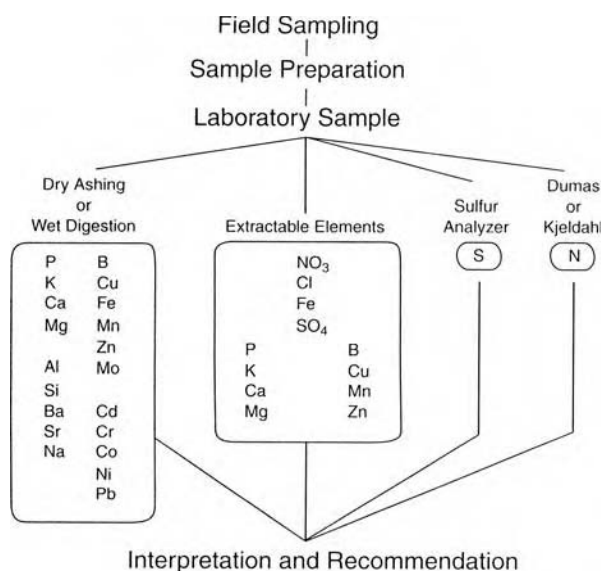 Field Sampling
Sample Preparation
Laboratory Sample
Dry Ashing
or
Wet Digestion
P B
K Cu
Ca Fe
Mg Mn
Zn
Al Mo
Si
Ba Cd
Sr Cr
Na Co
Ni
Pb
Extractable Elements
NO3
Cl
Fe
SO4
P B
K Cu
Ca Mn
Mg Zn
Sulfur
Analyzer
S
Dumas
or
Kjeldahl
N
Interpretation and Recommendation